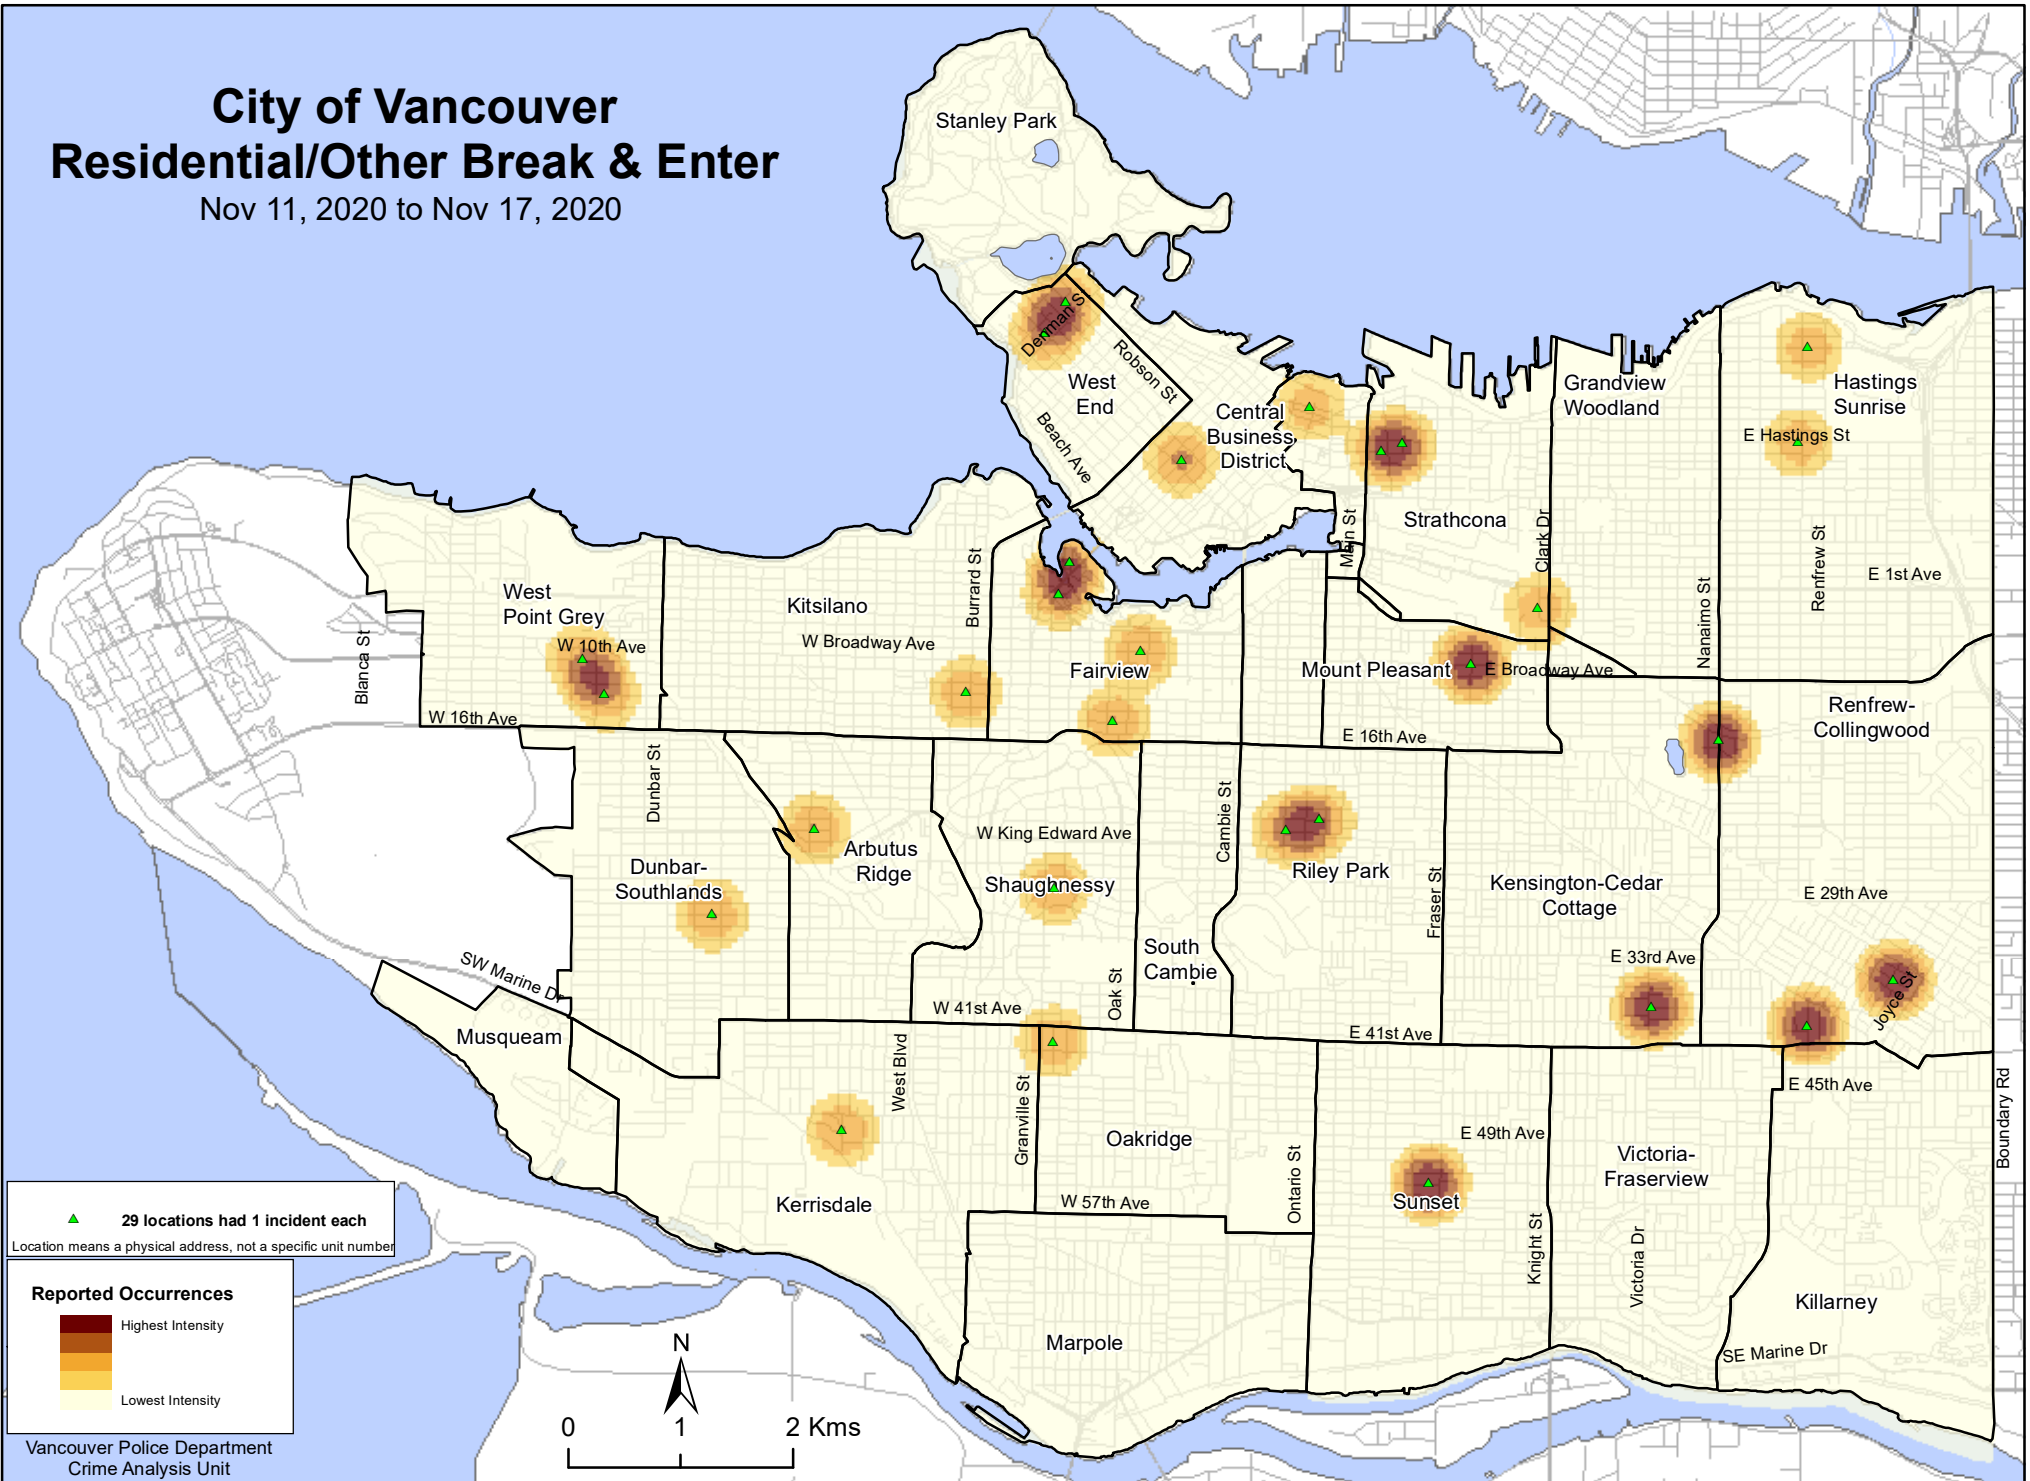 City of Vancouver
Residential/Other Break & Enter
Nov 11, 2020 to Nov 17, 2020
Stanley Park
Denman St
Robson St
West
End
Beach Ave
Central
Business
District
Grandview
Woodland
Hastings
Sunrise
E Hastings St
Strathcona
Main St
Clark Dr
Nanaimo St
Renfrew St
E 1st Ave
West
Point Grey
W 10th Ave
Blanca St
W 16th Ave
Kitsilano
W Broadway Ave
Burrard St
Fairview
Mount Pleasant
E Broadway Ave
E 16th Ave
Renfrew-
Collingwood
Dunbar St
Dunbar-
Southlands
Arbutus
Ridge
W King Edward Ave
Shaughnessy
Cambie St
Riley Park
Fraser St
Kensington-Cedar
Cottage
E 29th Ave
South
Cambie
Oak St
E 33rd Ave
Joyce St
SW Marine Dr
W 41st Ave
E 41st Ave
Musqueam
West Blvd
Granville St
E 45th Ave
Boundary Rd
Oakridge
E 49th Ave
Ontario St
Victoria-
Fraserview
Kerrisdale
W 57th Ave
Sunset
Knight St
Victoria Dr
Killarney
Marpole
SE Marine Dr
29 locations had 1 incident each
Location means a physical address, not a specific unit number
Reported Occurrences
Highest Intensity
Lowest Intensity
N
0 1 2 Kms
Vancouver Police Department
Crime Analysis Unit